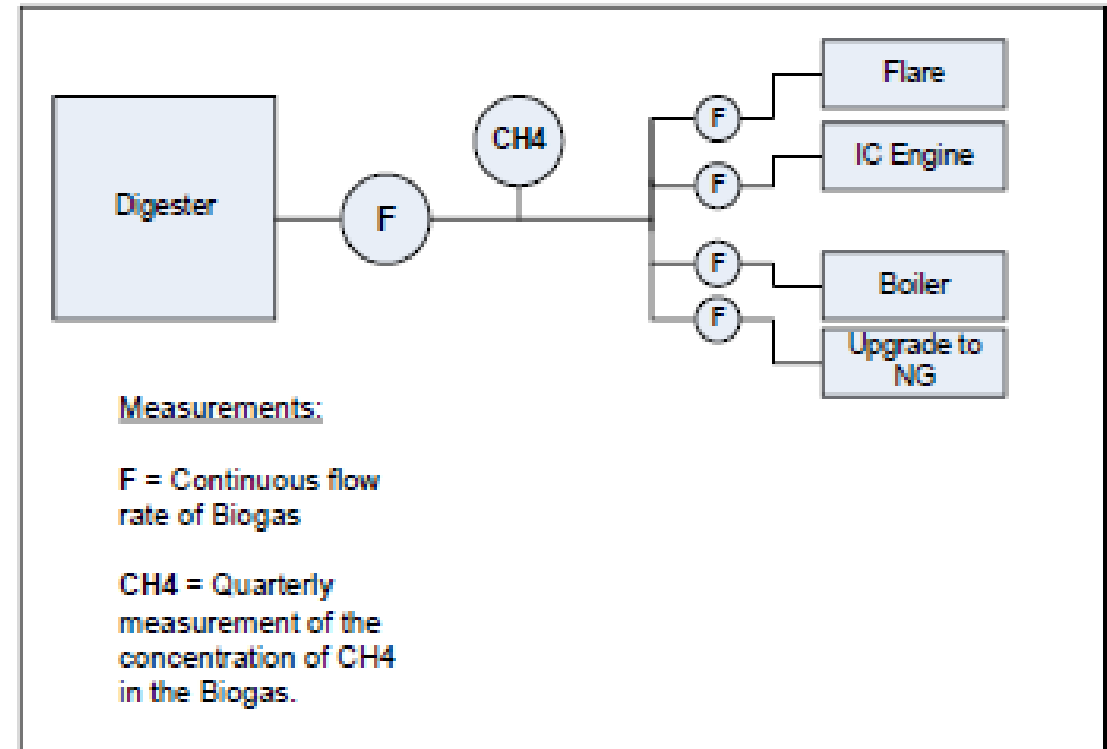 Flare
F
CH4
IC Engine
Digester
F
F
F
Boiler
F
Upgrade to
NG
Measurements:
F = Continuous flow
rate of Biogas
CH4 = Quarterly
measurement of the
concentration of CH4
in the Biogas.